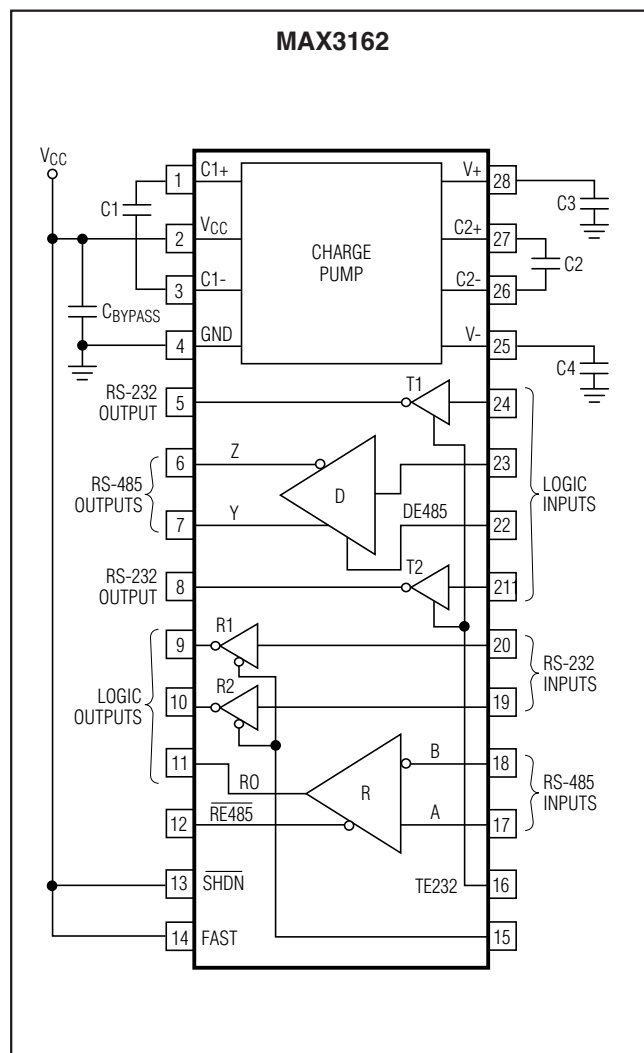 MAX3162
VCC
C1
CBYPASS
1 C1+
2 VCC
3 C1-
4 GND
CHARGE
PUMP
V+ 28
C2+ 27
C2- 26
V- 25
C3
C2
C4
RS-232
OUTPUT
5
T1
24
RS-485
OUTPUTS
6
Z
7
Y
D
23
DE485
22
LOGIC
INPUTS
RS-232
OUTPUT
8
T2
211
LOGIC
OUTPUTS
9
R1
20
10
R2
19
RS-232
INPUTS
11
RO
R
B
18
12
RE485
A
17
RS-485
INPUTS
13
SHDN
TE232
16
14
FAST
15